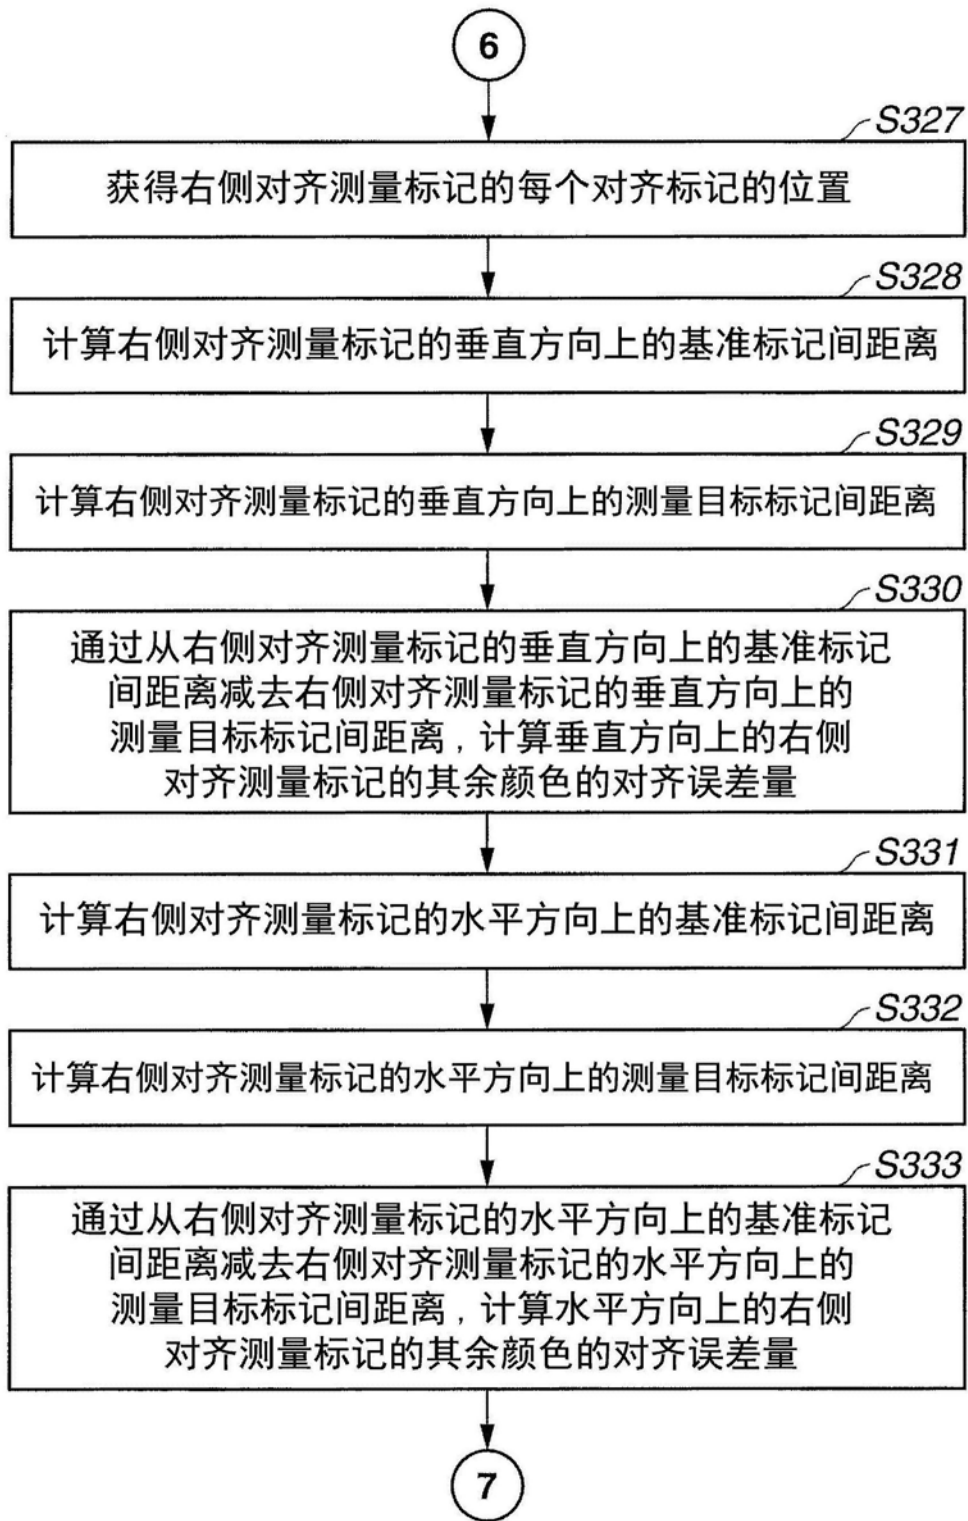 6
S327
获得右侧对齐测量标记的每个对齐标记的位置
S328
计算右侧对齐测量标记的垂直方向上的基准标记间距离
S329
计算右侧对齐测量标记的垂直方向上的测量目标标记间距离
S330
通过从右侧对齐测量标记的垂直方向上的基准标记
间距离减去右侧对齐测量标记的垂直方向上的
测量目标标记间距离，计算垂直方向上的右侧
对齐测量标记的其余颜色的对齐误差量
S331
计算右侧对齐测量标记的水平方向上的基准标记间距离
S332
计算右侧对齐测量标记的水平方向上的测量目标标记间距离
S333
通过从右侧对齐测量标记的水平方向上的基准标记
间距离减去右侧对齐测量标记的水平方向上的
测量目标标记间距离，计算水平方向上的右侧
对齐测量标记的其余颜色的对齐误差量
7